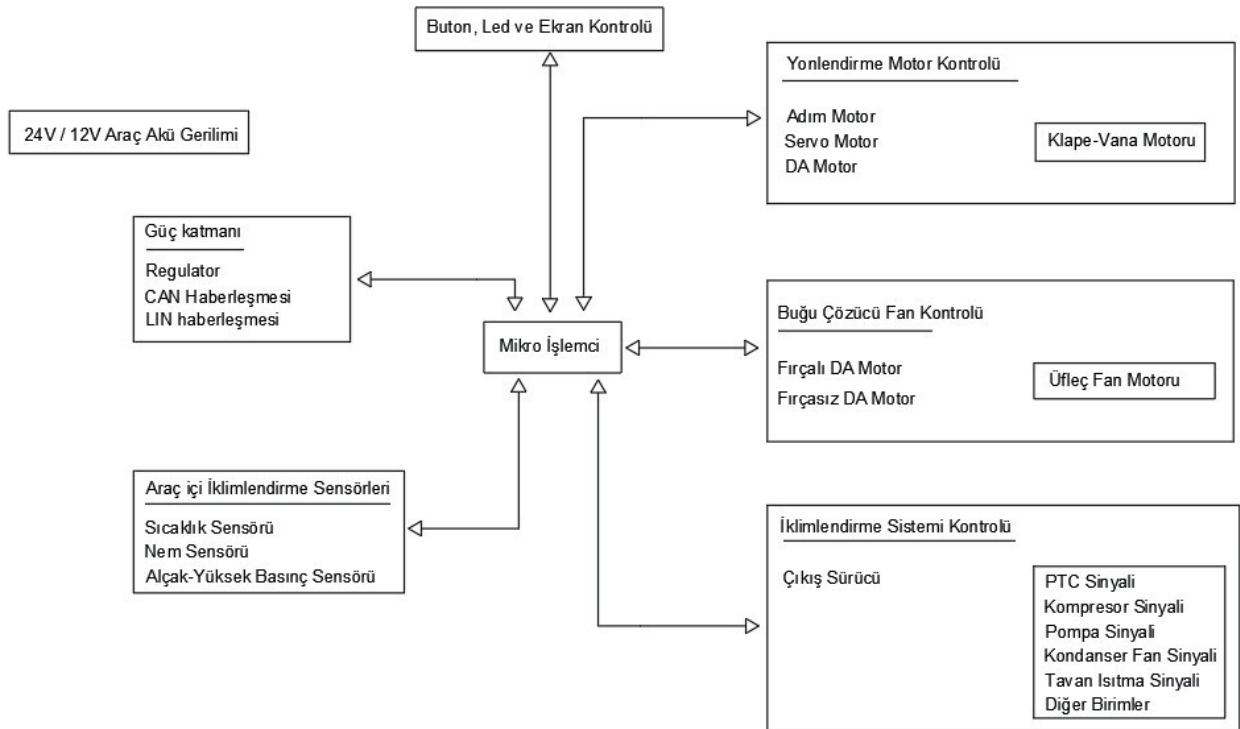 Buton, Led ve Ekran Kontrolü
24V / 12V Araç Akü Gerilimi
Yonlendirme Motor Kontrolü
Adım Motor
Servo Motor
DA Motor
Klape-Vana Motoru
Güç katmanı
Regulator
CAN Haberleşmesi
LIN haberleşmesi
Mikro İşlemci
Buğu Çözücü Fan Kontrolü
Fırçalı DA Motor
Fırçasız DA Motor
Üfleç Fan Motoru
Araç içi İklimlendirme Sensörleri
Sıcaklık Sensörü
Nem Sensörü
Alçak-Yüksek Basınç Sensörü
İklimlendirme Sistemi Kontrolü
Çıkış Sürücü
PTC Sinyali
Kompresor Sinyali
Pompa Sinyali
Kondanser Fan Sinyali
Tavan Isıtma Sinyali
Diğer Birimler